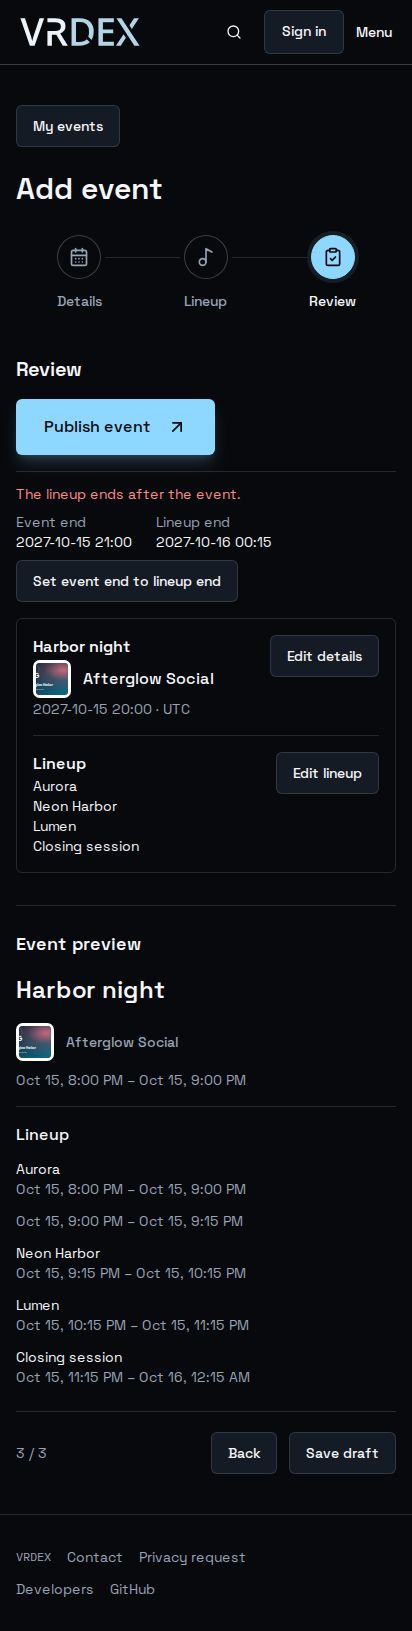 VRDEX
Sign in
Menu
My events
Add event
Details
Lineup
Review
Review
Publish event
The lineup ends after the event.
Event end
Lineup end
2027-10-15 21:00
2027-10-16 00:15
Set event end to lineup end
Harbor night
Edit details
Afterglow Social
2027-10-15 20:00 · UTC
Lineup
Edit lineup
Aurora
Neon Harbor
Lumen
Closing session
Event preview
Harbor night
Afterglow Social
Oct 15, 8:00 PM – Oct 15, 9:00 PM
Lineup
Aurora
Oct 15, 8:00 PM – Oct 15, 9:00 PM
Oct 15, 9:00 PM – Oct 15, 9:15 PM
Neon Harbor
Oct 15, 9:15 PM – Oct 15, 10:15 PM
Lumen
Oct 15, 10:15 PM – Oct 15, 11:15 PM
Closing session
Oct 15, 11:15 PM – Oct 16, 12:15 AM
3 / 3
Back
Save draft
VRDEX
Contact
Privacy request
Developers
GitHub